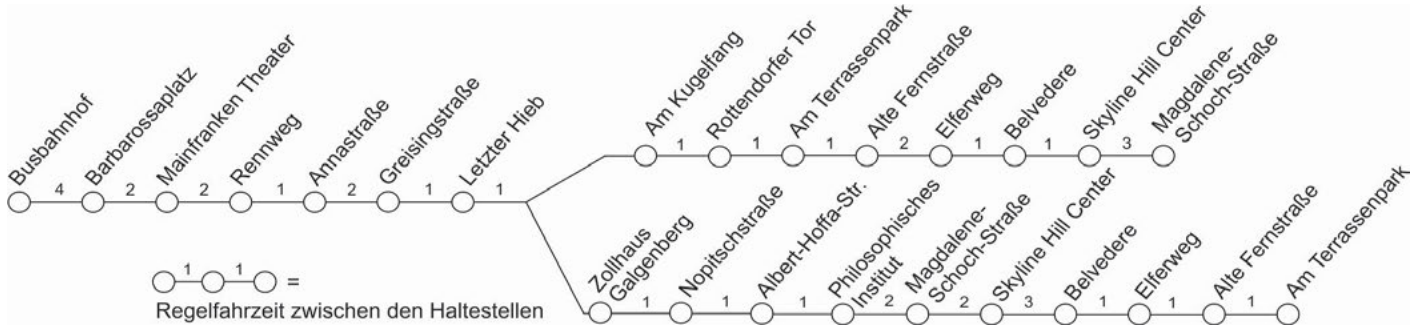 Busbahnhof
Barbarossaplatz
Mainfranken Theater
Rennweg
Annastraße
Greisingstraße
Letzter Hieb
4 2 2 1 2 1 1
Am Kugelfang
Rottendorfer Tor
Am Terrassenpark
Alte Fernstraße
Elferweg
Belvedere
Skyline Hill Center
Magdalene-
Schoch-Straße
1 1 1 2 1 1 3
Zollhaus
Galgenberg
Nopitschstraße
Albert-Hoffa-Str.
Philosophisches
Institut
Magdalene-
Schoch-Straße
Skyline Hill Center
Belvedere
Elferweg
Alte Fernstraße
Am Terrassenpark
1 1 1 2 2 3 1 1 1
1 1 =
Regelfahrzeit zwischen den Haltestellen